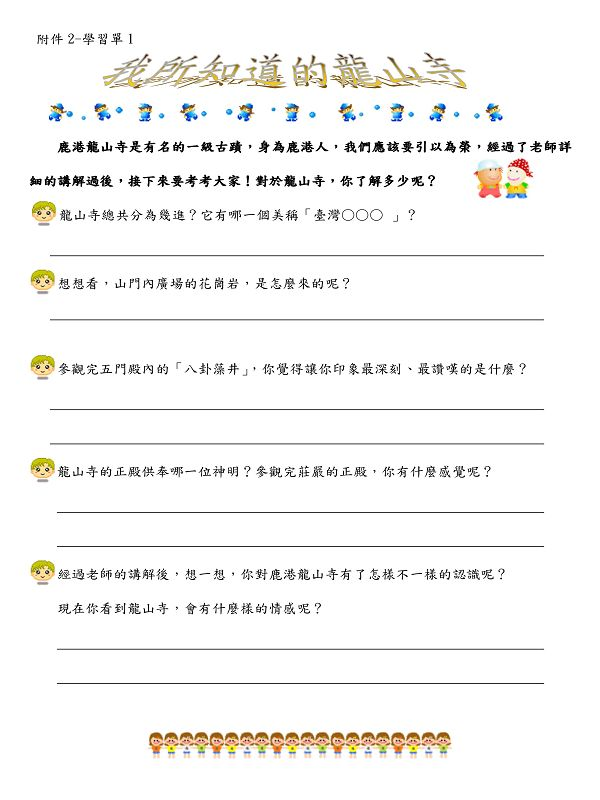 附件 2-學習單 1
我所知道的龍山寺
鹿港龍山寺是有名的一級古蹟，身為鹿港人，我們應該要引以為榮，經過了老師詳
細的講解過後，接下來要考考大家！對於龍山寺，你了解多少呢？
龍山寺總共分為幾進？它有哪一個美稱「臺灣○○○ 」？
想想看，山門內廣場的花崗岩，是怎麼來的呢？
參觀完五門殿內的「八卦藻井」，你覺得讓你印象最深刻、最讚嘆的是什麼？
龍山寺的正殿供奉哪一位神明？參觀完莊嚴的正殿，你有什麼感覺呢？
經過老師的講解後，想一想，你對鹿港龍山寺有了怎樣不一樣的認識呢？
現在你看到龍山寺，會有什麼樣的情感呢？